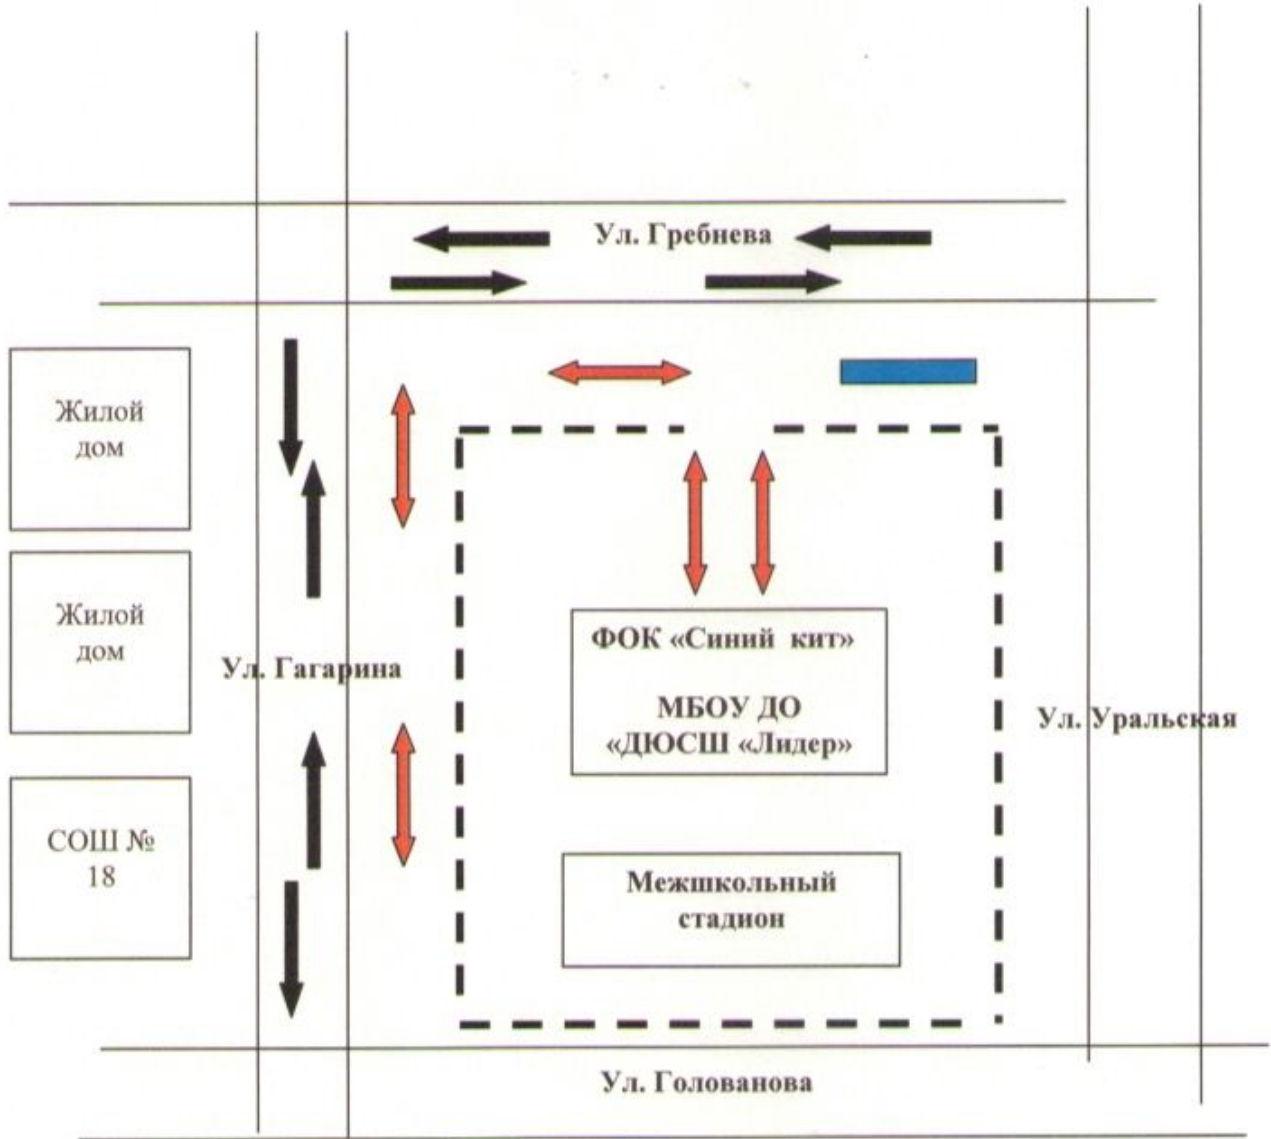 Ул. Гребнева
Жилой
дом
Жилой
дом
Ул. Гагарина
ФОК «Синий кит»
МБОУ ДО
«ДЮСШ «Лидер»
Ул. Уральская
СОШ №
18
Межшкольный
стадион
Ул. Голованова